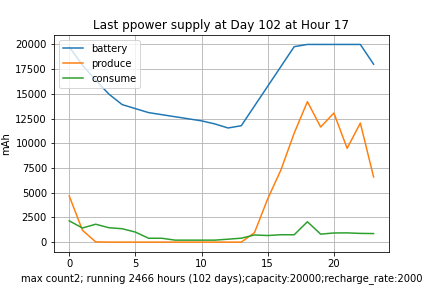 Last ppower supply at Day 102 at Hour 17
20000
17500
15000
12500
10000
7500
5000
2500
0
mAh
battery
produce
consume
0
5
10
15
20
max count2; running 2466 hours (102 days);capacity:20000;recharge_rate:2000